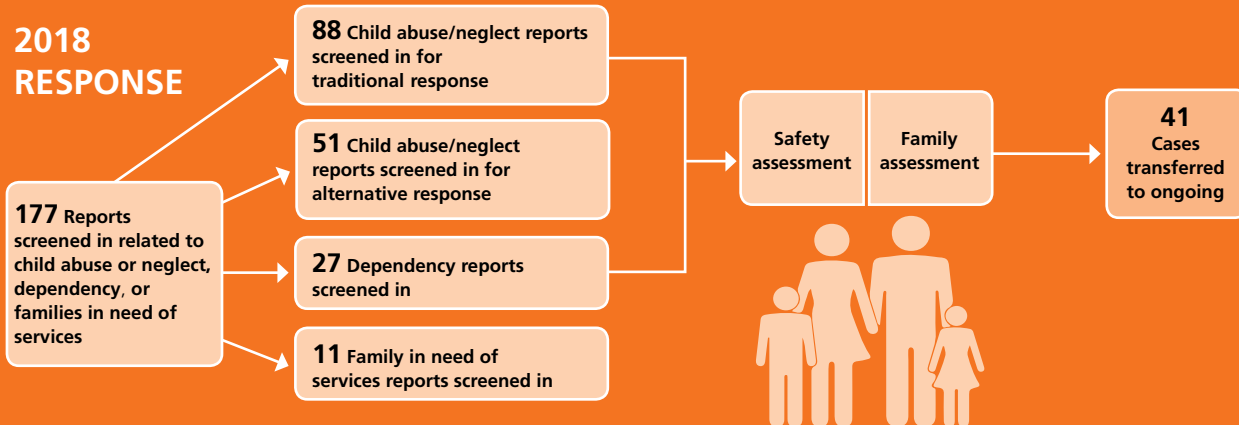 2018
RESPONSE
177 Reports
screened in related to
child abuse or neglect,
dependency, or
families in need of
services
88 Child abuse/neglect reports
screened in for
traditional response
51 Child abuse/neglect
reports screened in for
alternative response
27 Dependency reports
screened in
11 Family in need of
services reports screened in
Safety
assessment
Family
assessment
41
Cases
transferred
to ongoing